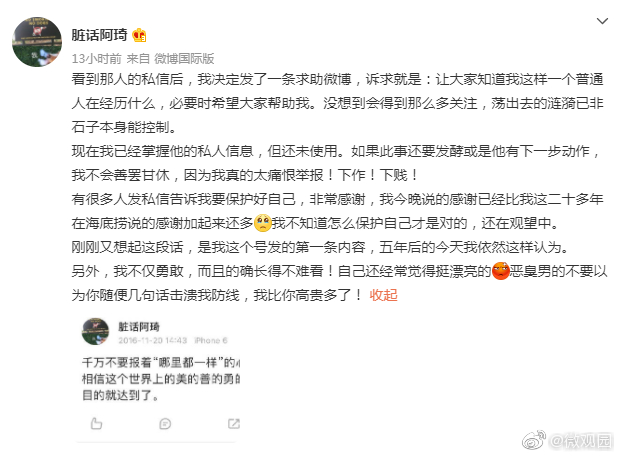 脏话阿琦
13小时前 来自 微博国际版
看到那人的私信后，我决定发了一条求助微博，诉求就是：让大家知道我这样一个普通
人在经历什么，必要时希望大家帮助我。没想到会得到那么多关注，荡出去的涟漪已非
石子本身能控制。
现在我已经掌握他的私人信息，但还未使用。如果此事还要发酵或是他有下一步动作，
我不会善罢甘休，因为我真的太痛恨举报！下作！下贱！
有很多人发私信告诉我要保护好自己，非常感谢，我今晚说的感谢已经比我这二十多年
在海底捞说的感谢加起来还多我不知道怎么保护自己才是对的，还在观望中。
刚刚又想起这段话，是我这个号发的第一条内容，五年后的今天我依然这样认为。
另外，我不仅勇敢，而且的确长得不难看！自己还经常觉得挺漂亮的恶臭男的不要以
为你随便几句话击溃我防线，我比你高贵多了！ 收起
脏话阿琦
2016-11-20 14:43 iPhone 6
千万不要报着“哪里都一样”的
相信这个世界上的美的善的勇的
目的就达到了。
@微观园